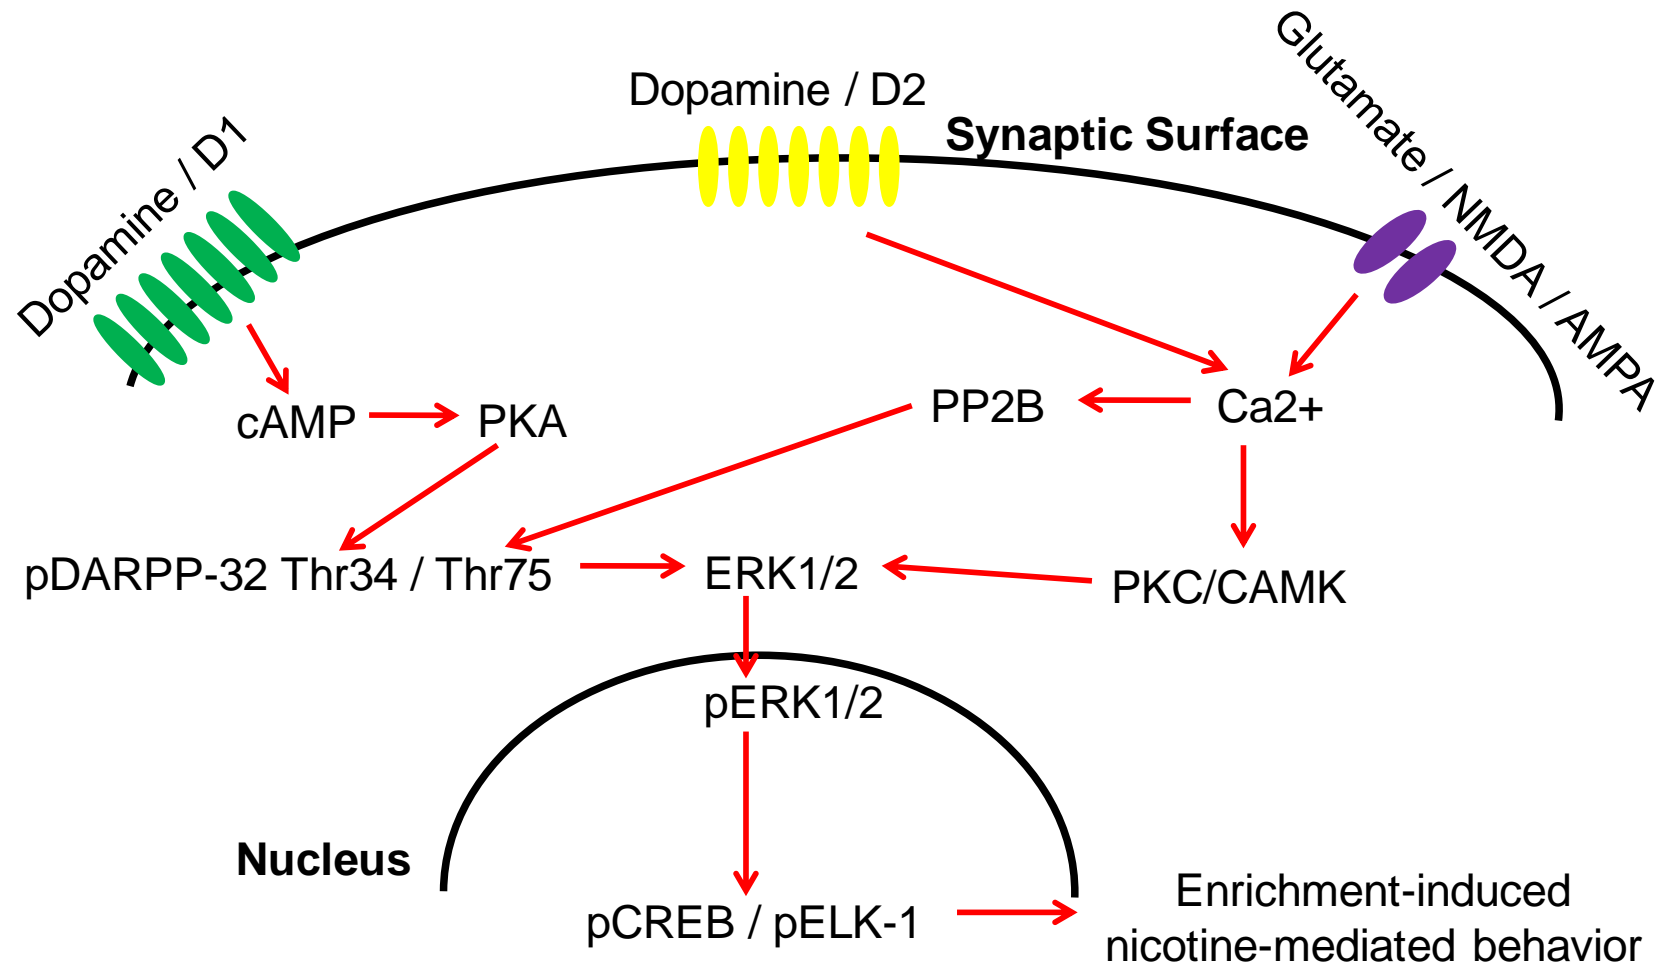 Dopamine / D1
Dopamine / D2
Synaptic Surface
Glutamate / NMDA / AMPA
cAMP
PKA
PP2B
Ca2+
pDARPP-32 Thr34 / Thr75
ERK1/2
PKC/CAMK
pERK1/2
Nucleus
pCREB / pELK-1
Enrichment-induced
nicotine-mediated behavior